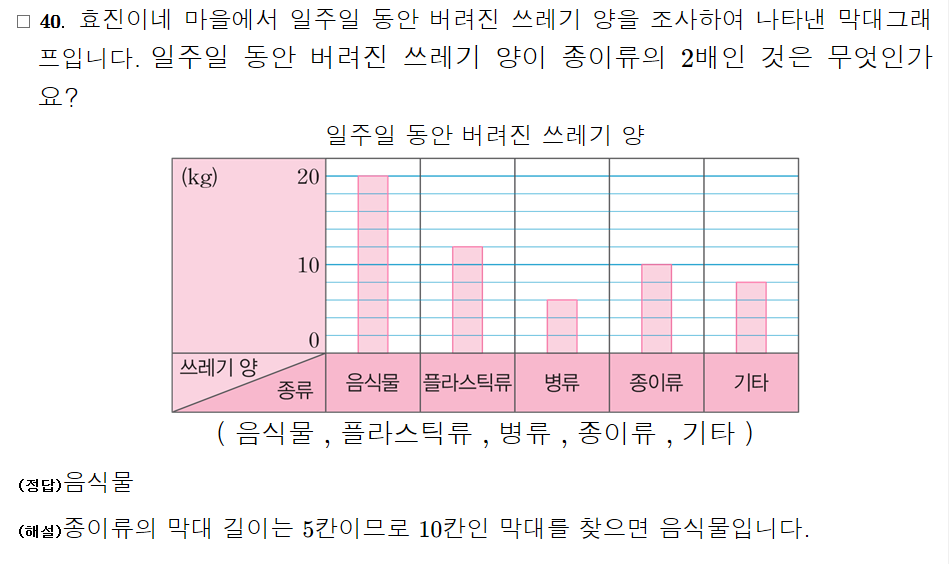 □ 40. 효진이네 마을에서 일주일 동안 버려진 쓰레기 양을 조사하여 나타낸 막대그래
프입니다. 일주일 동안 버려진 쓰레기 양이 종이류의 2배인 것은 무엇인가
요?
일주일 동안 버려진 쓰레기 양
(kg) 20
10
0
쓰레기 양
종류 음식물 플라스틱류 병류 종이류 기타
( 음식물 , 플라스틱류 , 병류 , 종이류 , 기타 )
(정답)음식물
(해설)종이류의 막대 길이는 5칸이므로 10칸인 막대를 찾으면 음식물입니다.